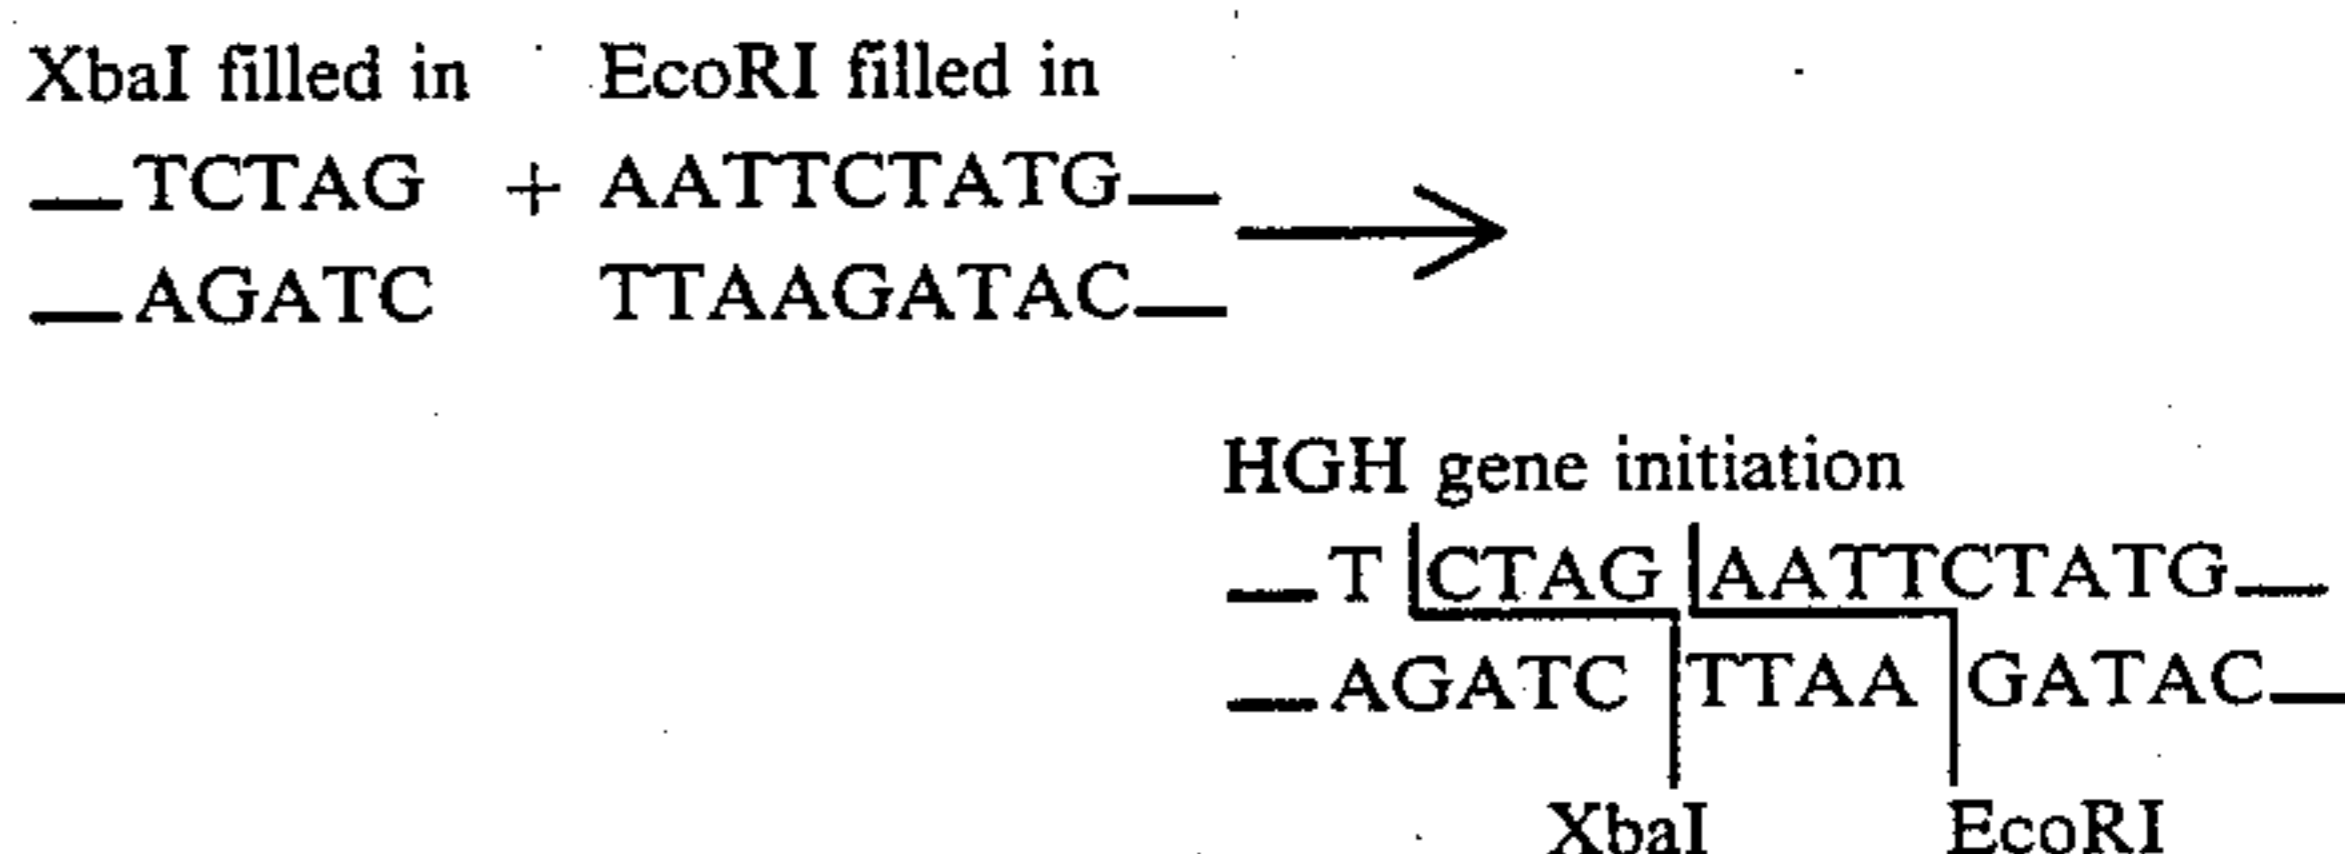 XbaI filled in EcoRI filled in
—TCTAG + AATTCTATG—
—AGATC TTAAGATAC—
HGH gene initiation
—T CTAG AATTCTATG—
—AGATC TTAA GATAC—
XbaI EcoRI